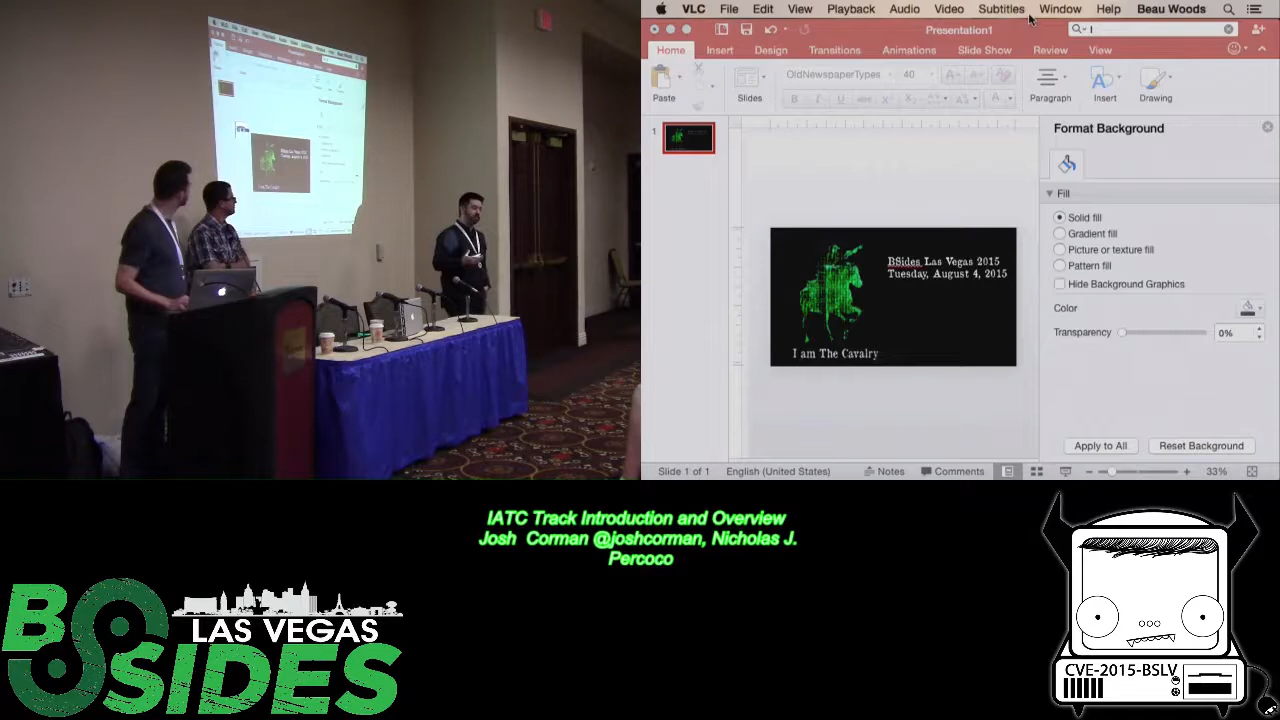 VLC File Edit View Playback Audio Video Subtitles Window Help Beau Woods
Presentation1
Home Insert Design Transitions Animations Slide Show Review View
OldNewspaperTypes 40
Paste Slides Paragraph Insert Drawing
Format Background
1
Fill
Solid fill
Gradient fill
Picture or texture fill
Pattern fill
Hide Background Graphics
Color
Transparency 0%
BSides Las Vegas 2015
Tuesday, August 4, 2015
I am The Cavalry
Apply to All Reset Background
Slide 1 of 1 English (United States) Notes Comments 33%
IATC Track Introduction and Overview
Josh Corman @joshcorman, Nicholas J.
Percoco
BSIDES
LAS VEGAS
CVE-2015-BSLV